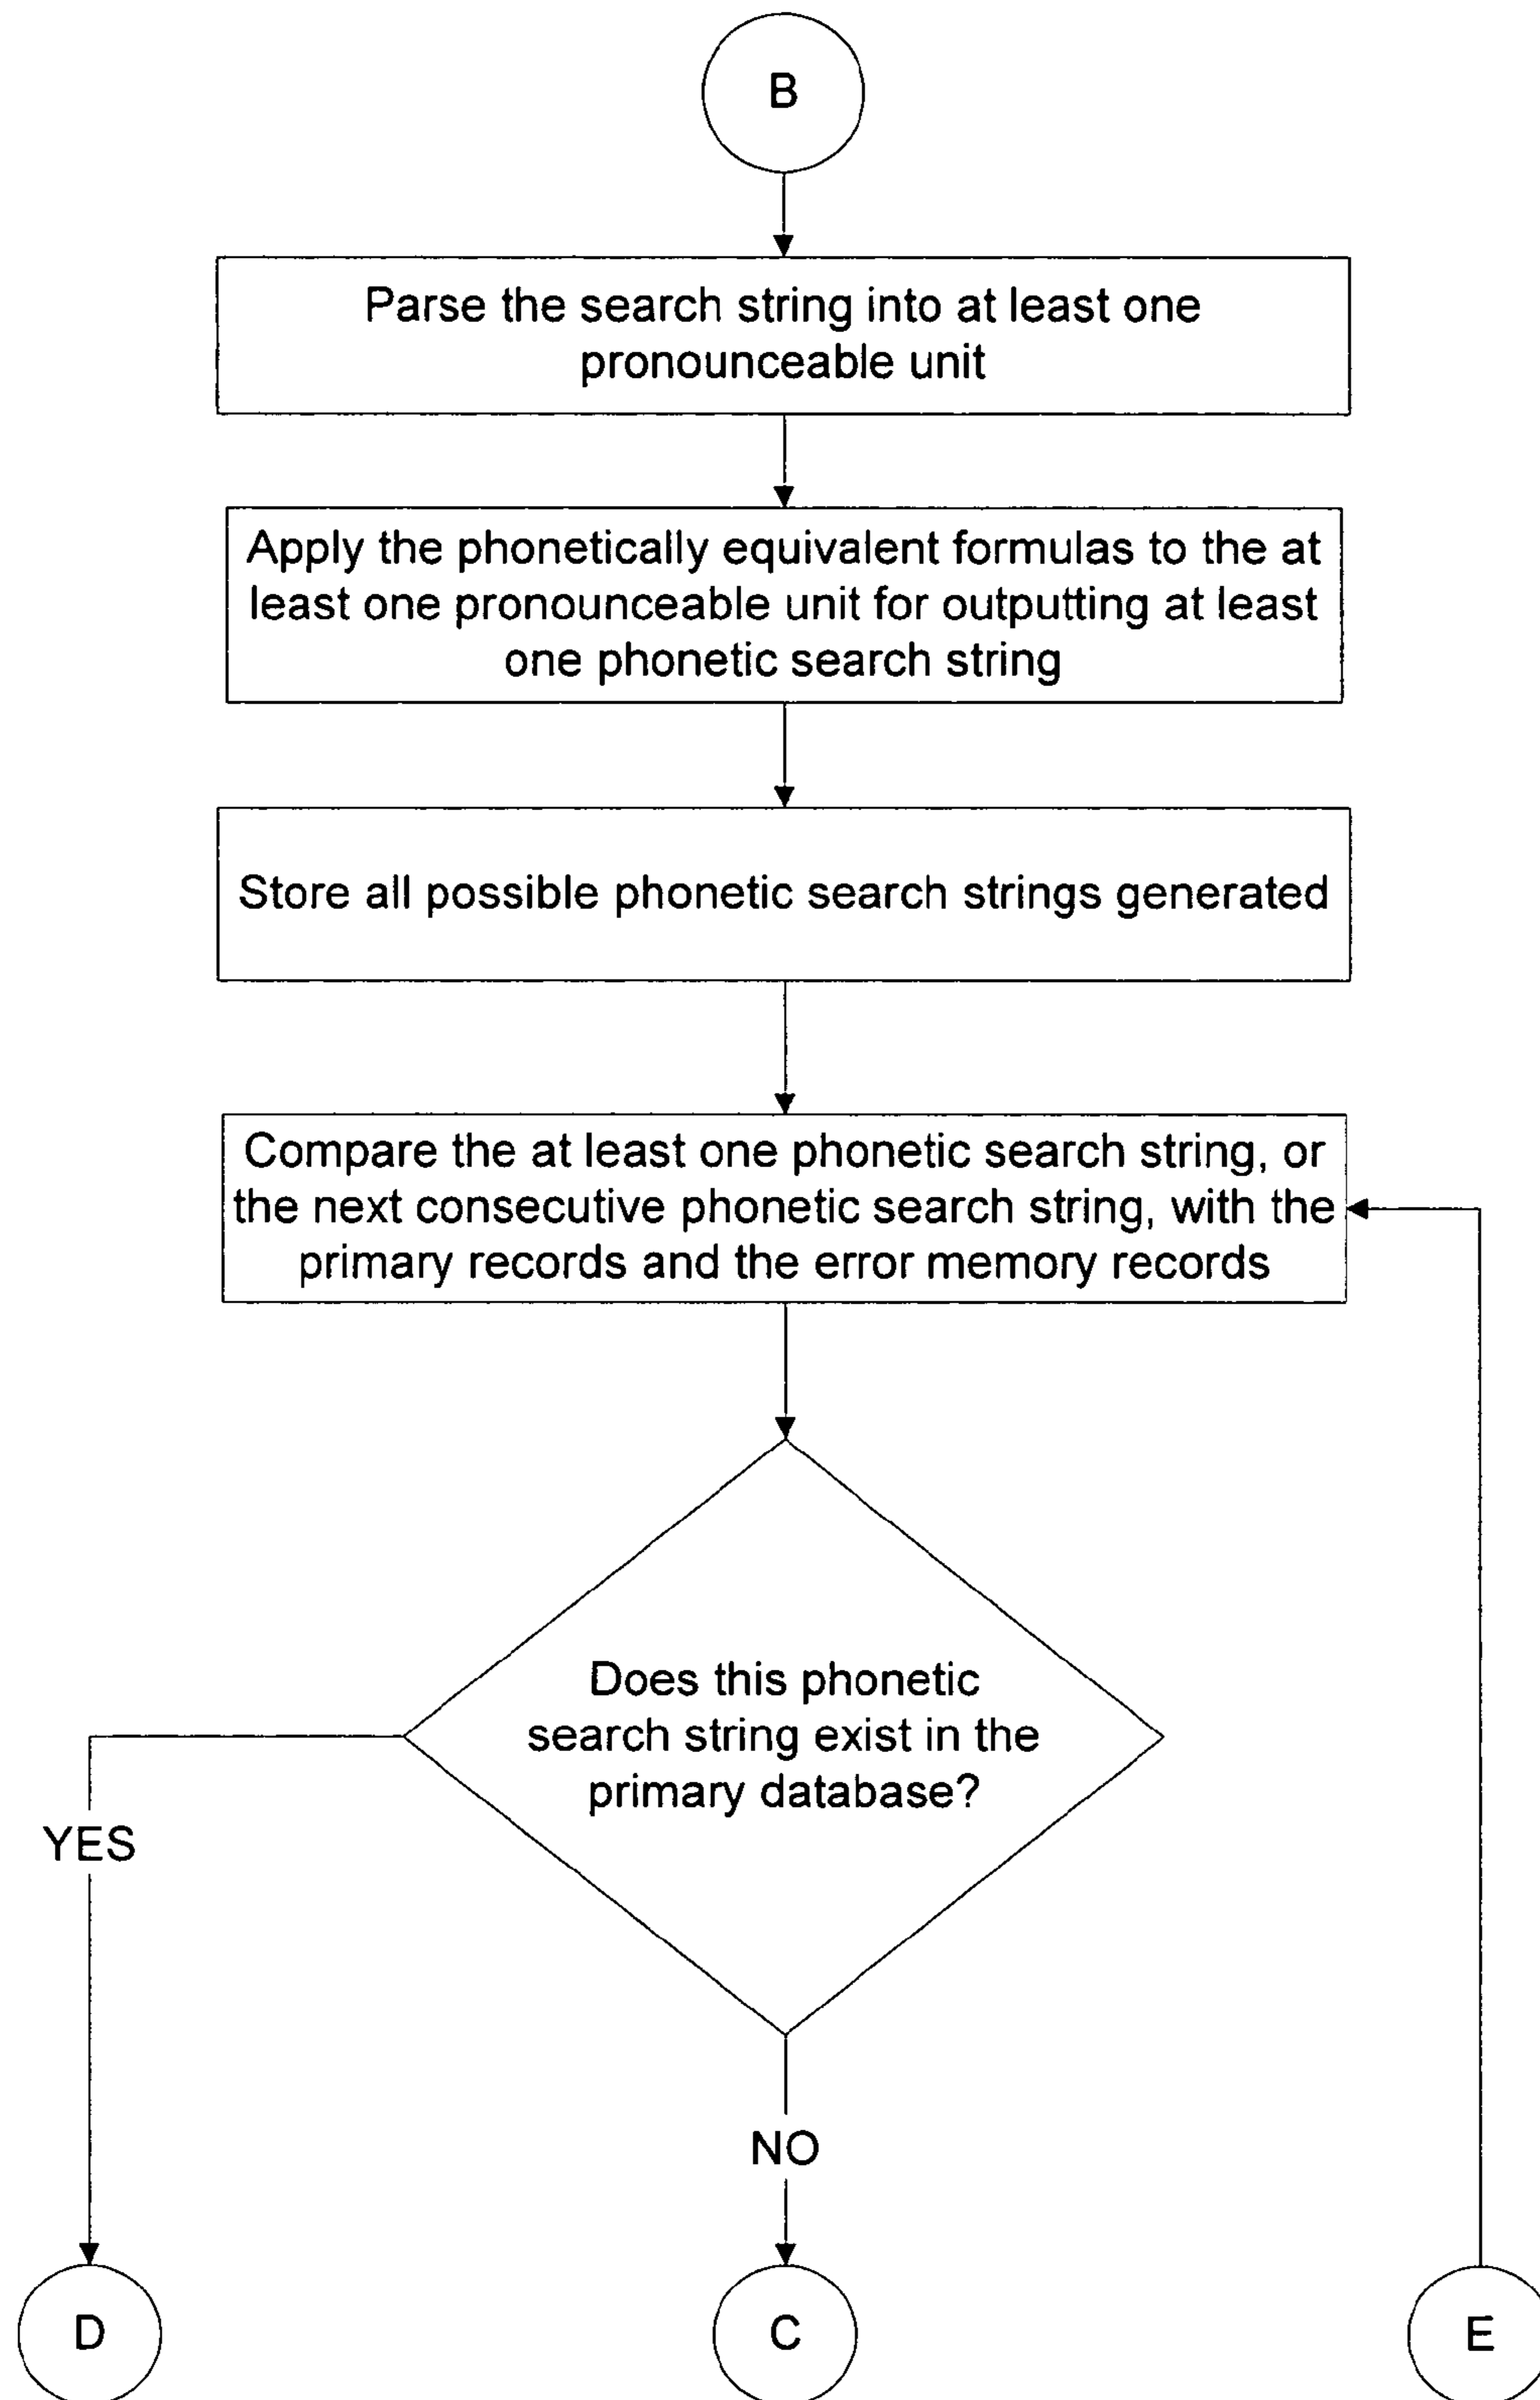 B
Parse the search string into at least one
pronounceable unit
Apply the phonetically equivalent formulas to the at
least one pronounceable unit for outputting at least
one phonetic search string
Store all possible phonetic search strings generated
Compare the at least one phonetic search string, or
the next consecutive phonetic search string, with the
primary records and the error memory records
Does this phonetic
search string exist in the
primary database?
YES
NO
D
C
E